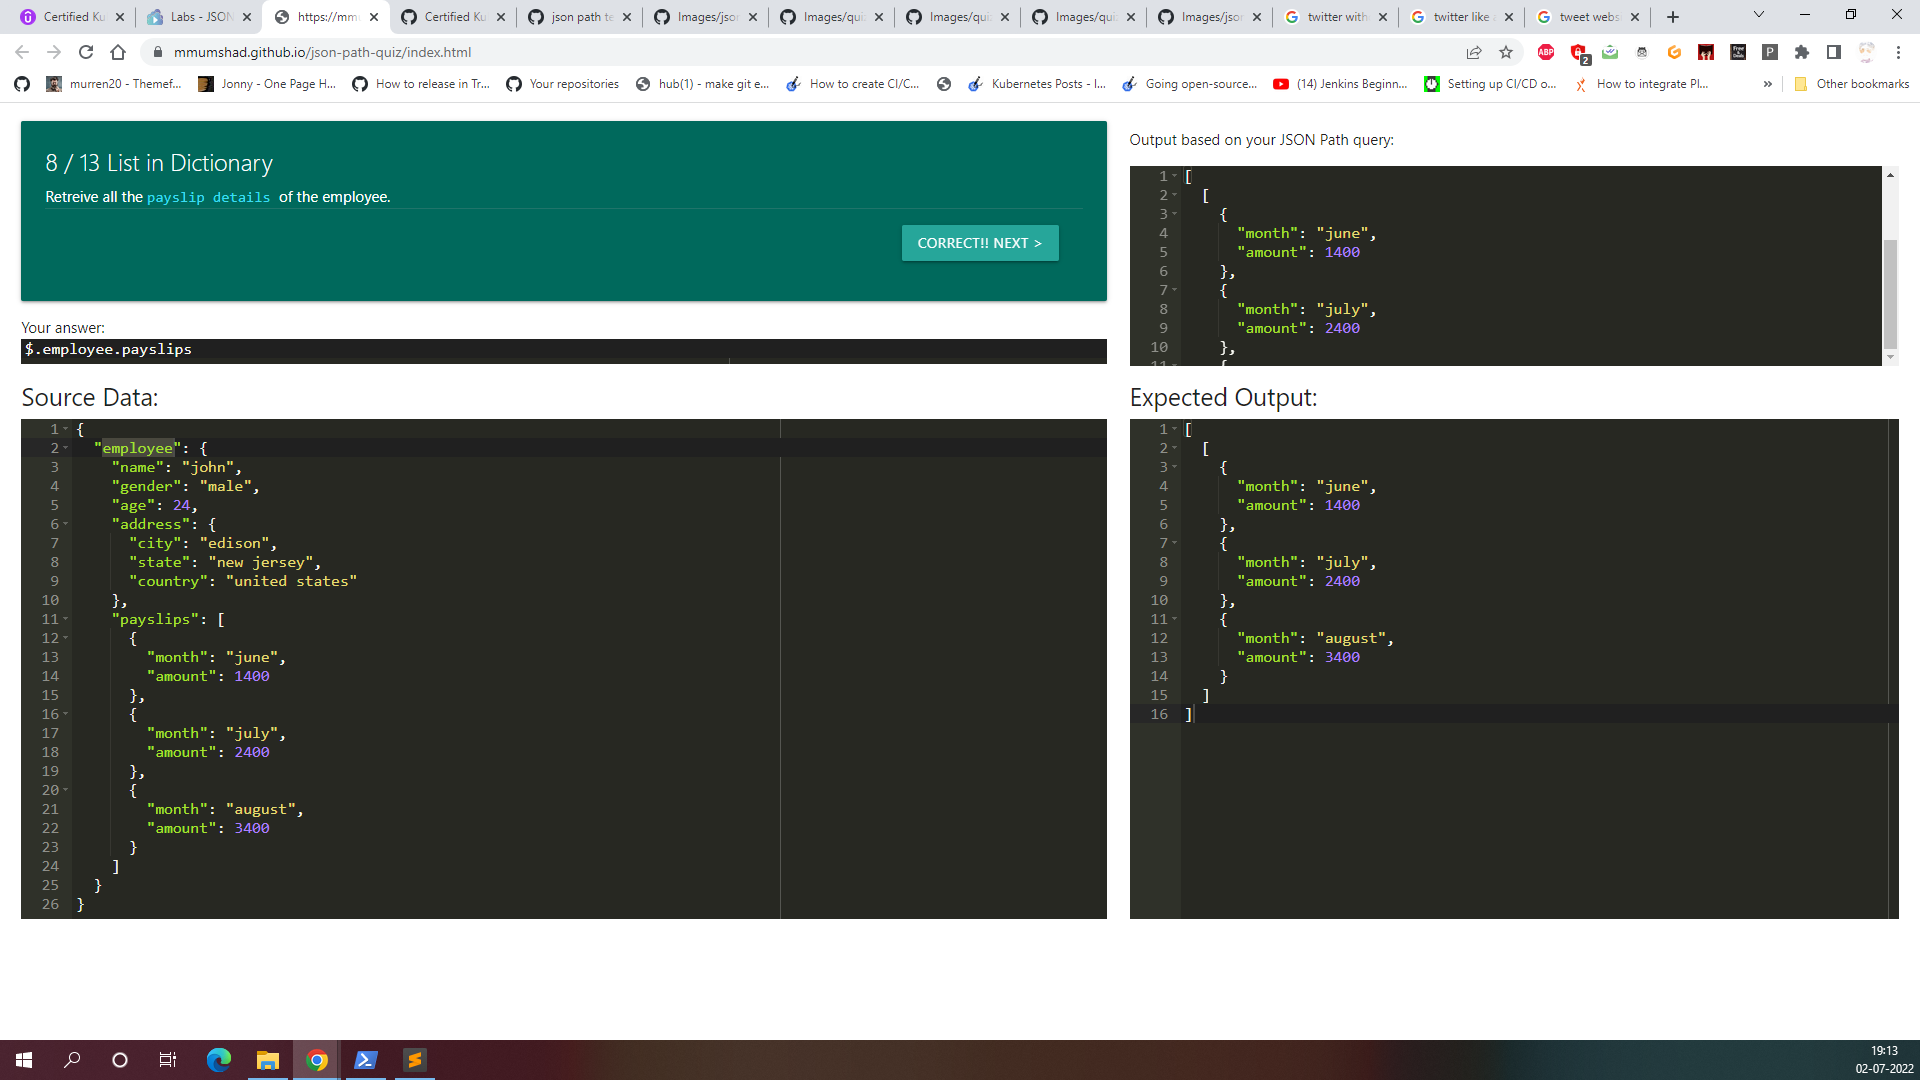 Certified Ku
Labs - JSON
https://mm
Certified Ku
json path te
Images/json
Images/qui
Images/qui
Images/qui
Images/json
twitter with
twitter like
tweet webs
mmumshad.github.io/json-path-quiz/index.html
ABP
2
Free
P
murren20 - Themef...
Jonny - One Page H...
How to release in Tr...
Your repositories
hub(1) - make git e...
How to create CI/C...
Kubernetes Posts - I...
Going open-source...
(14) Jenkins Beginn...
Setting up CI/CD o...
How to integrate Pl...
»
Other bookmarks
8 / 13 List in Dictionary
Retreive all the payslip details of the employee.
CORRECT!! NEXT >
Your answer:
$.employee.payslips
Source Data:
1 {
2 "employee": {
3 "name": "john",
4 "gender": "male",
5 "age": 24,
6 "address": {
7 "city": "edison",
8 "state": "new jersey",
9 "country": "united states"
10 },
11 "payslips": [
12 {
13 "month": "june",
14 "amount": 1400
15 },
16 {
17 "month": "july",
18 "amount": 2400
19 },
20 {
21 "month": "august",
22 "amount": 3400
23 }
24 ]
25 }
26 }
Output based on your JSON Path query:
1 [
2 [
3 {
4 "month": "june",
5 "amount": 1400
6 },
7 {
8 "month": "july",
9 "amount": 2400
10 },
11 {
Expected Output:
1 [
2 [
3 {
4 "month": "june",
5 "amount": 1400
6 },
7 {
8 "month": "july",
9 "amount": 2400
10 },
11 {
12 "month": "august",
13 "amount": 3400
14 }
15 ]
16 ]
19:13
02-07-2022